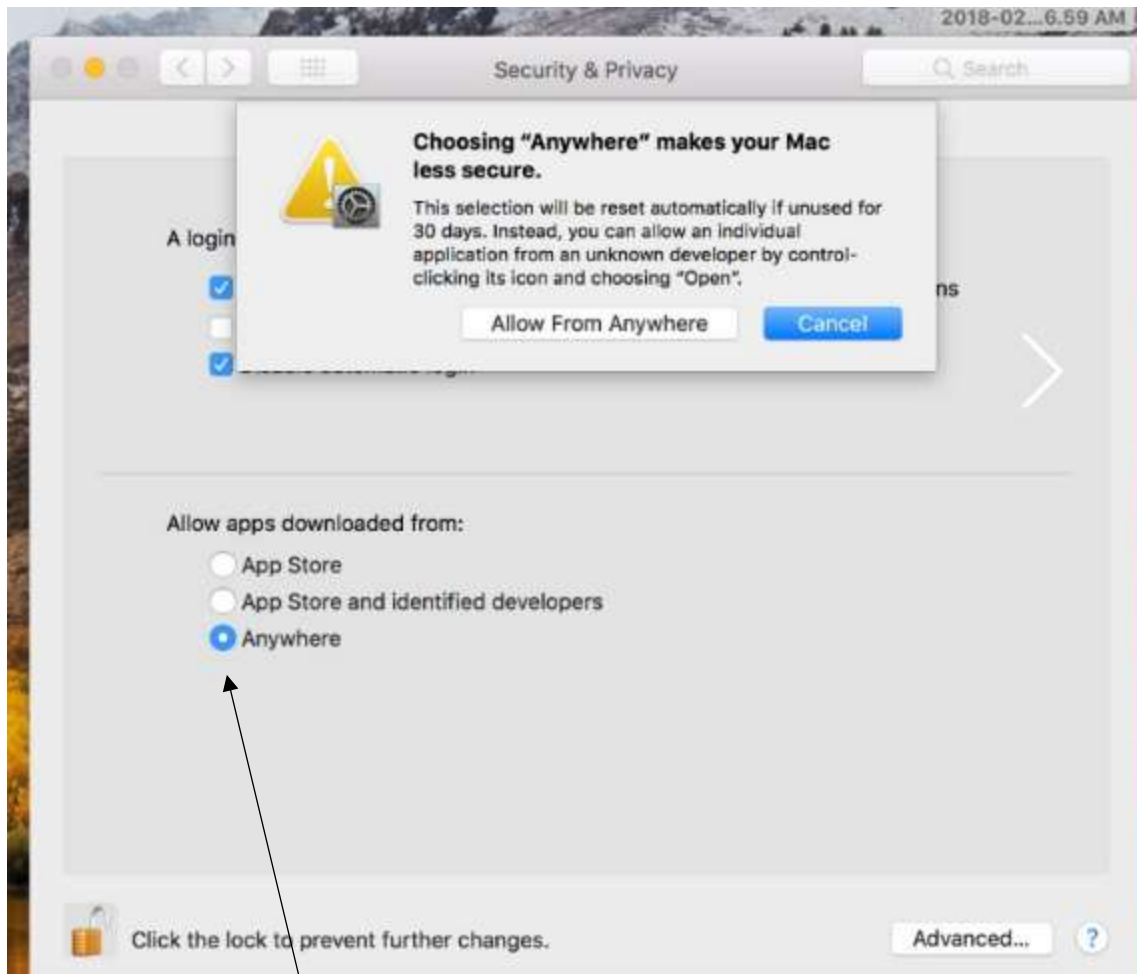 2018-02...6.59 AM
Security & Privacy
Search
Choosing “Anywhere” makes your Mac
less secure.
This selection will be reset automatically if unused for
30 days. Instead, you can allow an individual
application from an unknown developer by control-
clicking its icon and choosing “Open”.
A login
ns
Allow From Anywhere
Cancel
Allow apps downloaded from:
App Store
App Store and identified developers
Anywhere
Click the lock to prevent further changes.
Advanced...
?